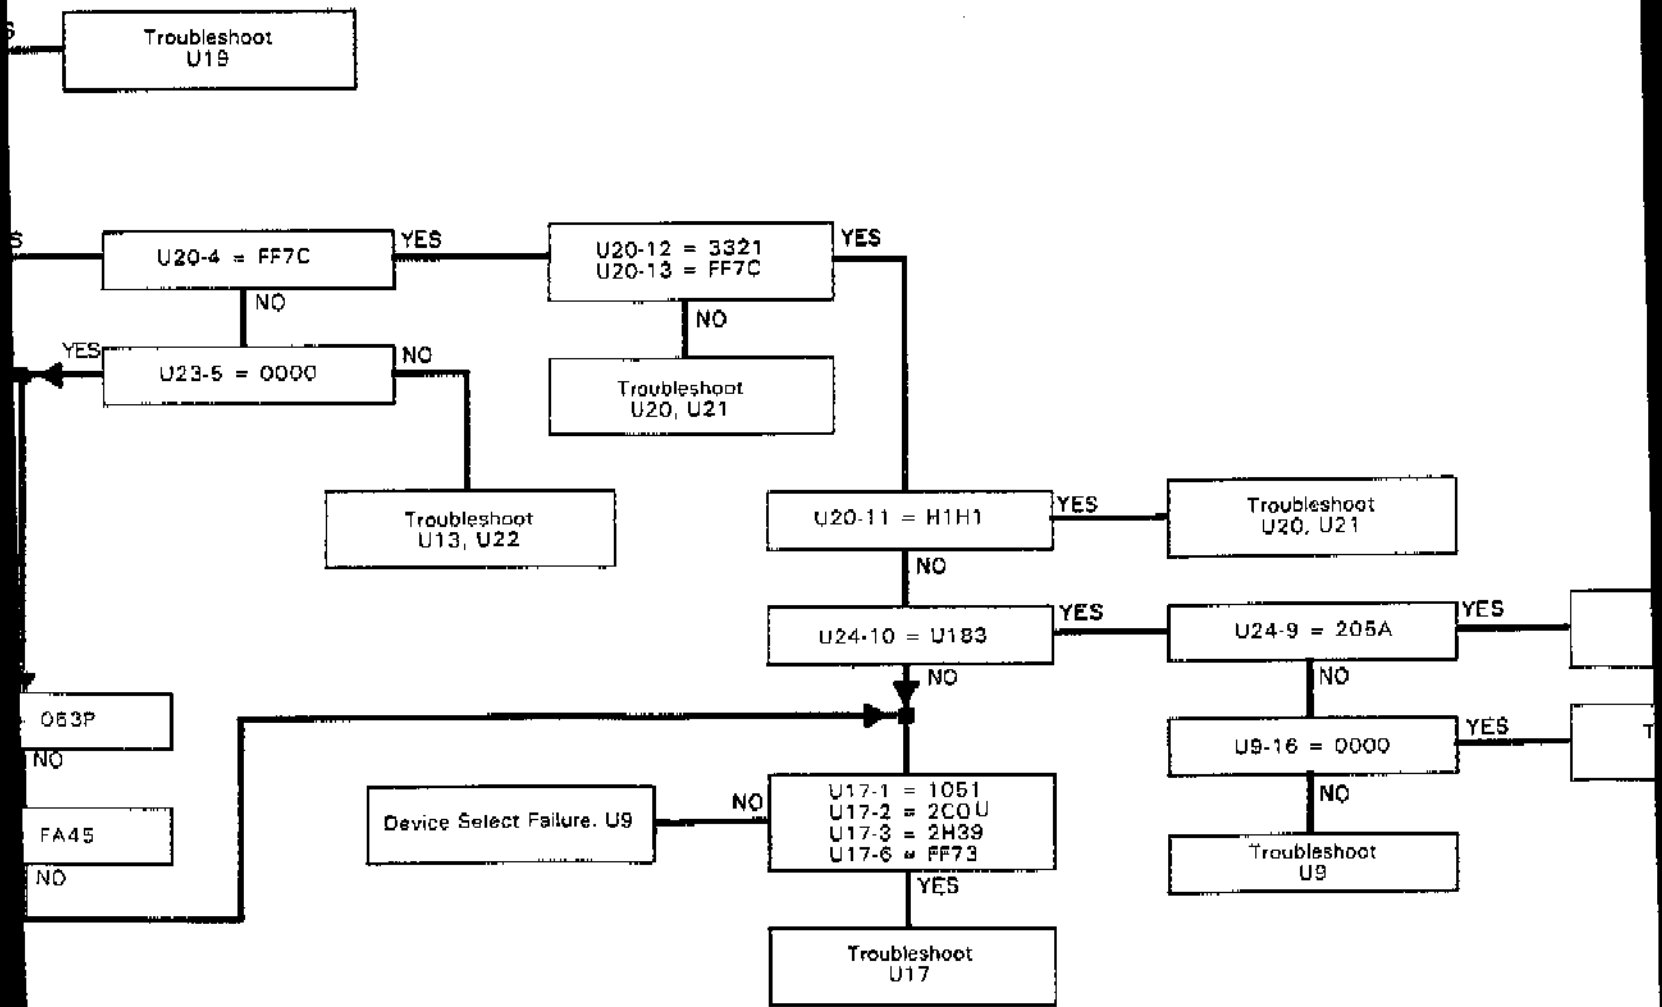 S
Troubleshoot
U19
S
U20-4 = FF7C
YES
U20-12 = 3321
U20-13 = FF7C
YES
NO
NO
YES
U23-5 = 0000
NO
Troubleshoot
U20, U21
Troubleshoot
U13, U22
U20-11 = H1H1
YES
Troubleshoot
U20, U21
NO
U24-10 = U183
YES
U24-9 = 205A
YES
NO
NO
063P
NO
U9-16 = 0000
YES
T
NO
Device Select Failure. U9
NO
U17-1 = 1051
U17-2 = 2C0U
U17-3 = 2H39
U17-6 = FF73
YES
FA45
NO
Troubleshoot
U9
Troubleshoot
U17